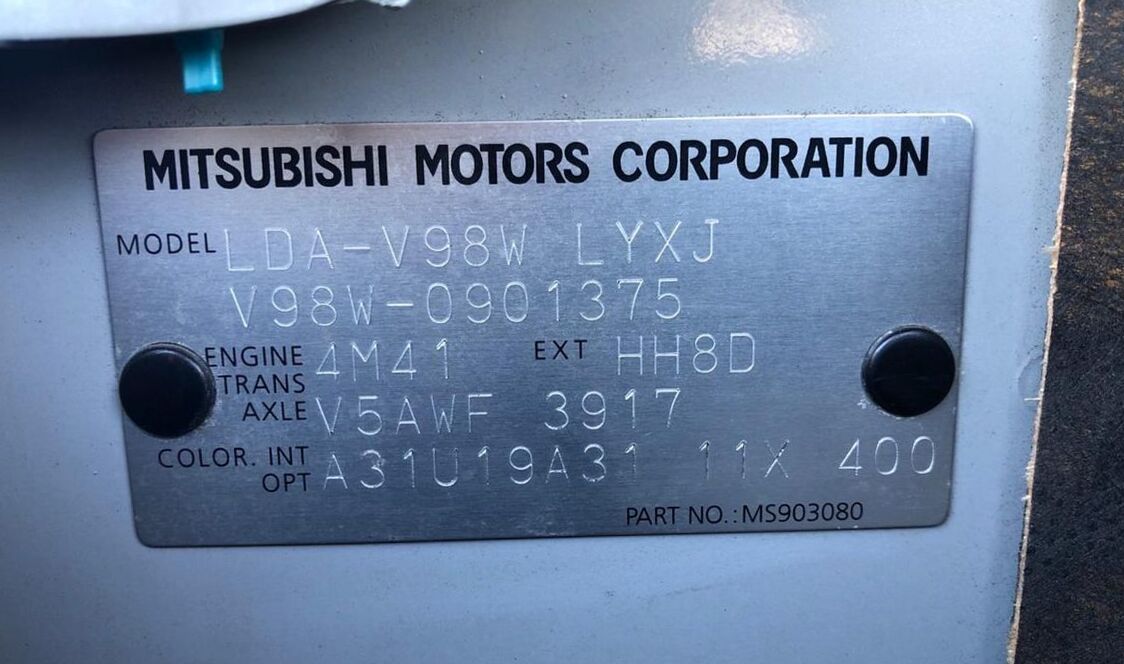 MITSUBISHI MOTORS CORPORATION
MODEL LDA-V98W LYXJ
V98W-0901375
ENGINE 4M41 EXT HH8D
TRANS
AXLE V5AWF 3917
COLOR. INT
OPT A31U19A31 11X 400
PART NO.:MS903080